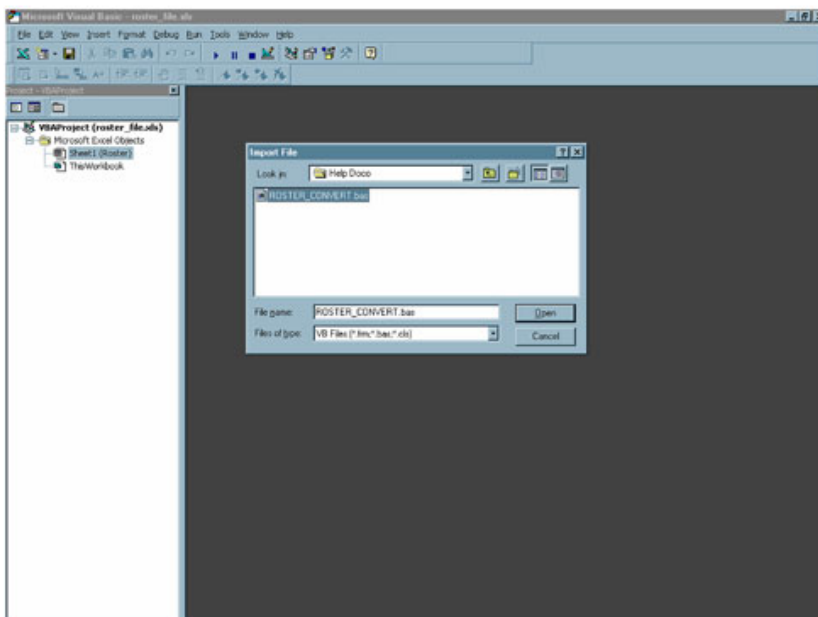 Microsoft Visual Basic - roster_file.xls
File Edit View Insert Format Debug Run Tools Window Help
Project - VBAProject
VBAProject (roster_file.xls)
Microsoft Excel Objects
Sheet1 (Roster)
ThisWorkbook
Import File
Look in: Help Doco
ROSTER_CONVERT.bas
File name: ROSTER_CONVERT.bas Open
Files of type: VB Files (*.frm;*.bas;*.cls) Cancel